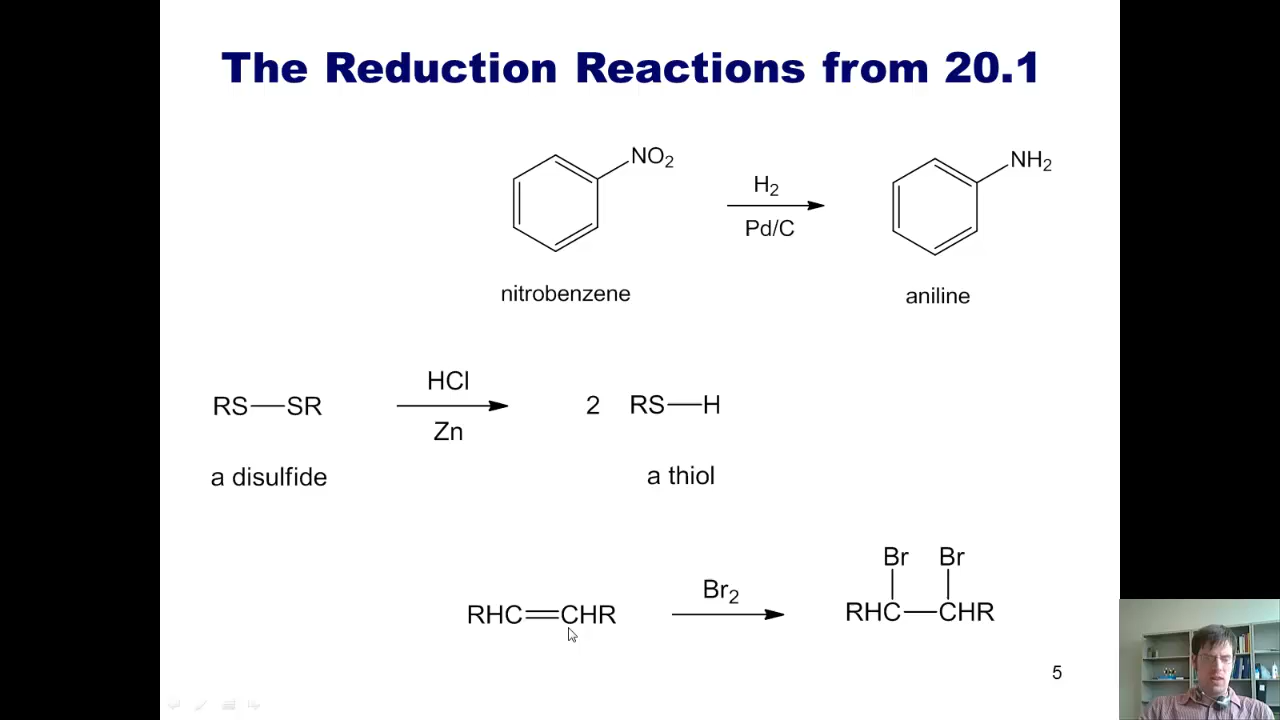 The Reduction Reactions from 20.1
NO₂
H₂
Pd/C
NH₂
nitrobenzene
aniline
RS—SR
HCl
Zn
2 RS—H
a disulfide
a thiol
RHC=CHR
Br₂
Br Br
RHC—CHR
5